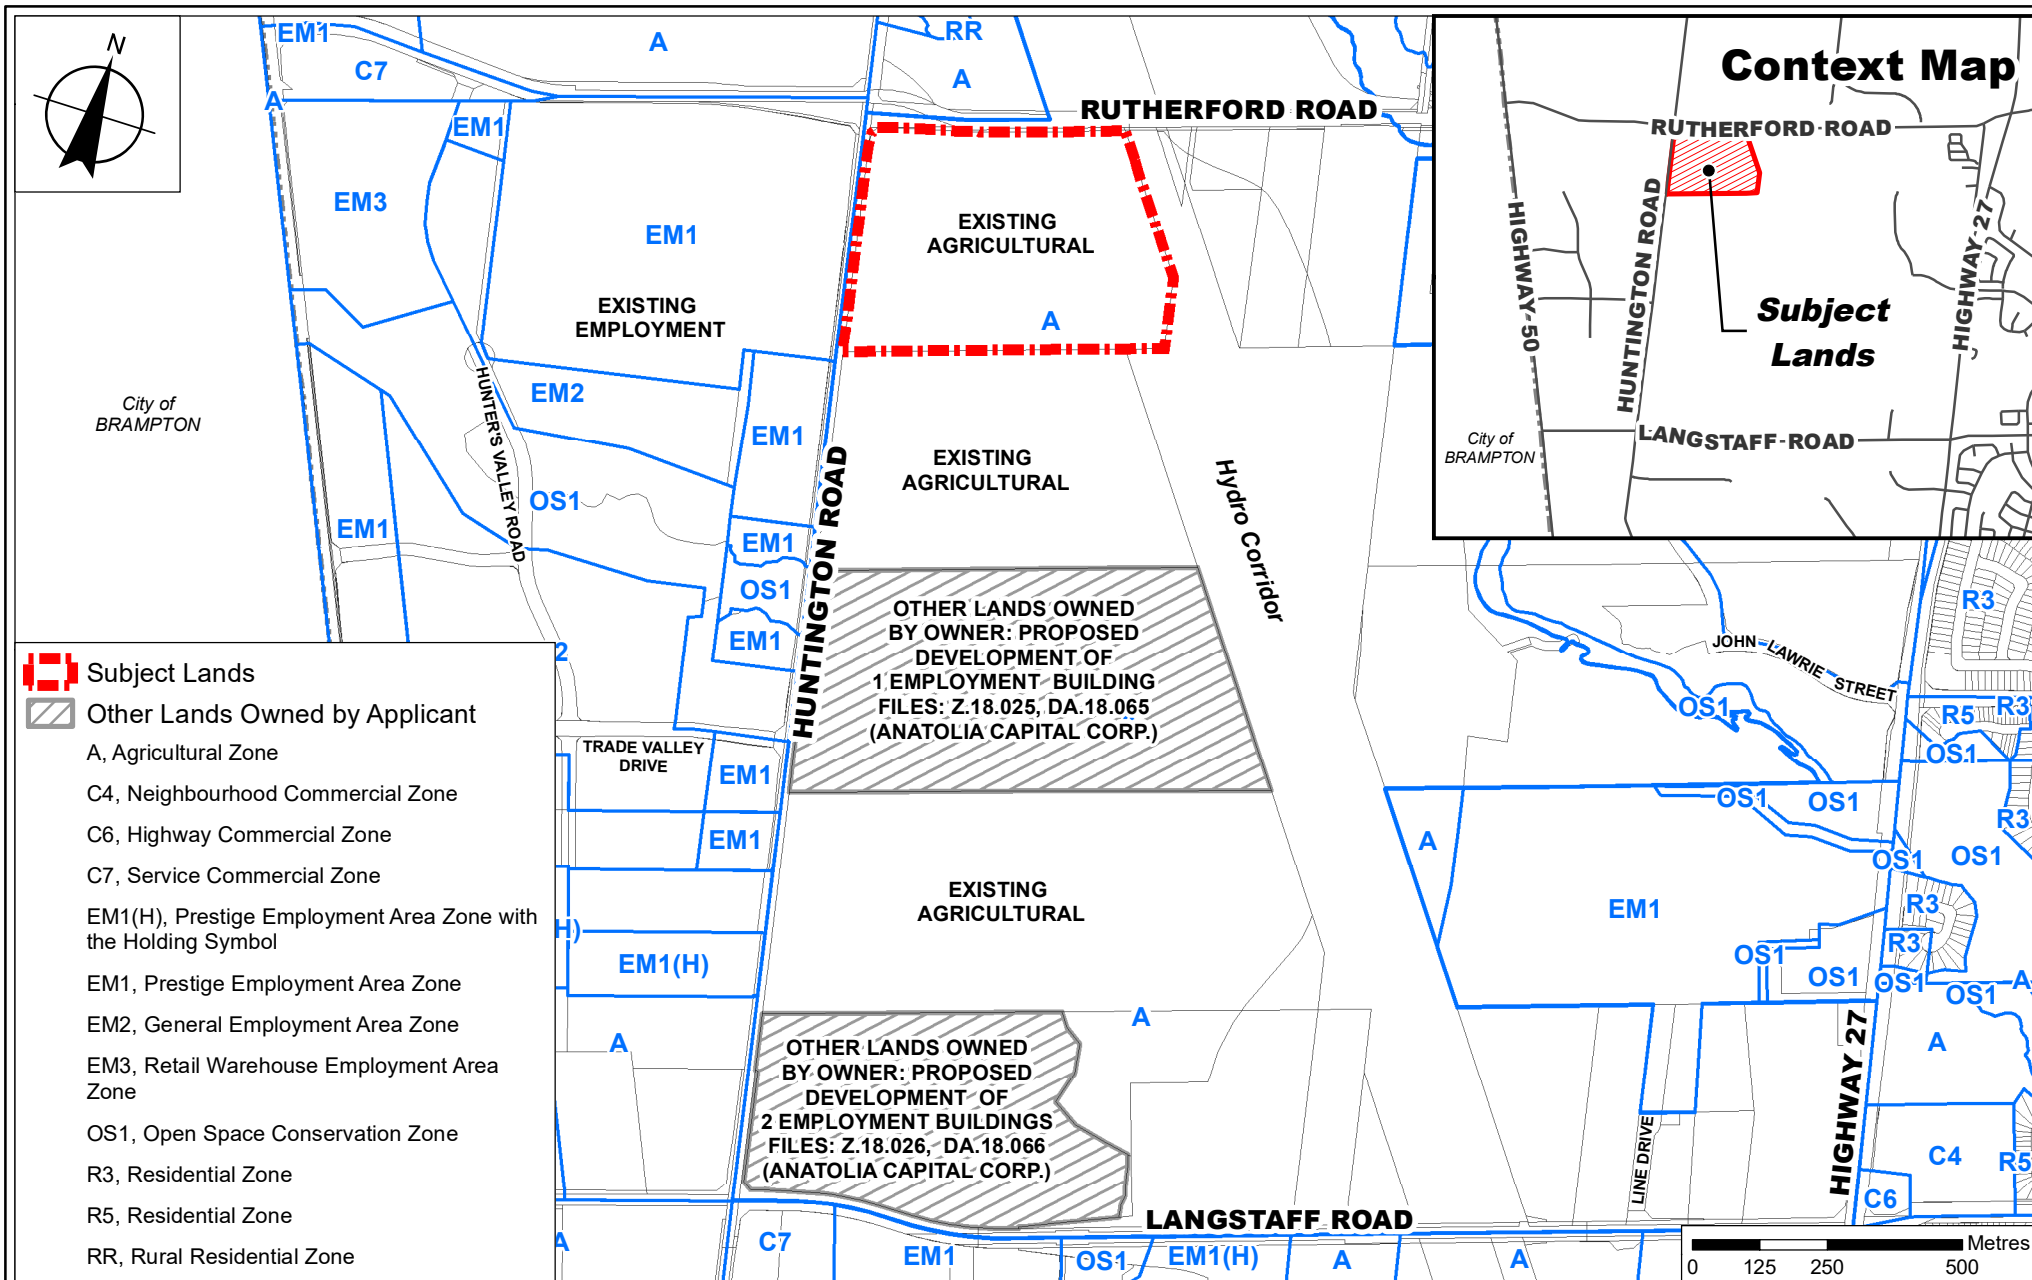 N
EM1
A
RR
C7
A
A
RUTHERFORD ROAD
EM1
EM3
EM1
EXISTING
AGRICULTURAL
EXISTING
EMPLOYMENT
A
City of
BRAMPTON
HUNTER'S VALLEY ROAD
EM2
EM1
EXISTING
AGRICULTURAL
Hydro Corridor
HUNTINGTON ROAD
OS1
EM1
EM1
OS1
EM1
2
OTHER LANDS OWNED
BY OWNER: PROPOSED
DEVELOPMENT OF
1 EMPLOYMENT BUILDING
FILES: Z.18.025, DA.18.065
(ANATOLIA CAPITAL CORP.)
TRADE VALLEY
DRIVE
EM1
EM1
EXISTING
AGRICULTURAL
H)
EM1(H)
A
A
OTHER LANDS OWNED
BY OWNER: PROPOSED
DEVELOPMENT OF
2 EMPLOYMENT BUILDINGS
FILES: Z.18.026, DA.18.066
(ANATOLIA CAPITAL CORP.)
LANGSTAFF ROAD
A
C7
EM1
OS1
EM1(H)
A
A
Context Map
RUTHERFORD ROAD
HIGHWAY 50
HUNTINGTON ROAD
HIGHWAY 27
Subject
Lands
City of
BRAMPTON
LANGSTAFF ROAD
R3
JOHN LAWRIE STREET
OS1
R5
R3
OS1
OS1
OS1
R3
A
OS1
OS1
EM1
R3
R3
OS1
OS1
OS1
A
OS1
HIGHWAY 27
A
LINE DRIVE
C4
R5
C6
Metres
0 125 250 500
Subject Lands
Other Lands Owned by Applicant
A, Agricultural Zone
C4, Neighbourhood Commercial Zone
C6, Highway Commercial Zone
C7, Service Commercial Zone
EM1(H), Prestige Employment Area Zone with
the Holding Symbol
EM1, Prestige Employment Area Zone
EM2, General Employment Area Zone
EM3, Retail Warehouse Employment Area
Zone
OS1, Open Space Conservation Zone
R3, Residential Zone
R5, Residential Zone
RR, Rural Residential Zone